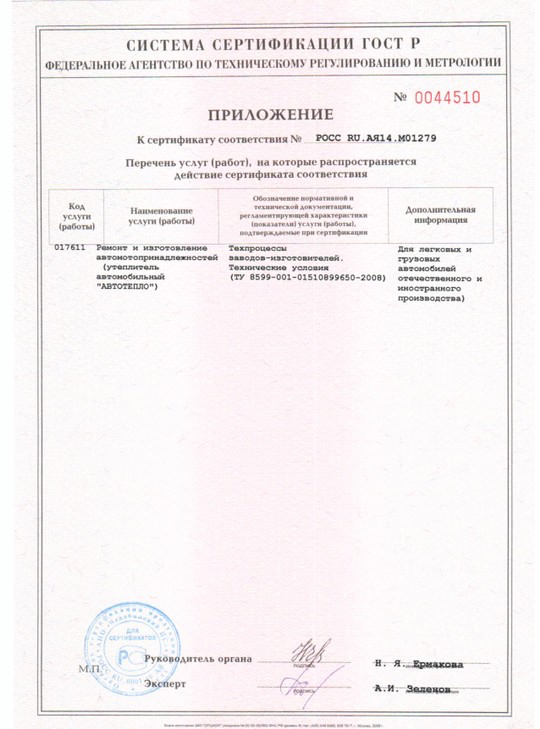 СИСТЕМА СЕРТИФИКАЦИИ ГОСТ Р
ФЕДЕРАЛЬНОЕ АГЕНТСТВО ПО ТЕХНИЧЕСКОМУ РЕГУЛИРОВАНИЮ И МЕТРОЛОГИИ
№ 0044510
ПРИЛОЖЕНИЕ
К сертификату соответствия № РОСС RU.АЯ14.М01279
Перечень услуг (работ), на которые распространяется
действие сертификата соответствия
Код
услуги
(работы)
Наименование
услуги (работы)
Обозначение нормативной и
технической документации,
регламентирующей характеристики
(показатели) услуги (работы),
подтверждаемые при сертификации
Дополнительная
информация
017611
Ремонт и изготовление
автомотопринадлежностей
(утеплитель
автомобильный
"АВТОТЕПЛО")
Техпроцессы
заводов-изготовителей.
Технические условия
(ТУ 8599-001-01510899650-2008)
Для легковых и
грузовых
автомобилей
отечественного и
иностранного
производства)
ДЛЯ
СЕРТИФИКАТОВ
М.П.
Руководитель органа
подпись
Н. Я. Ермакова
Эксперт
подпись
А.И. Зеленов